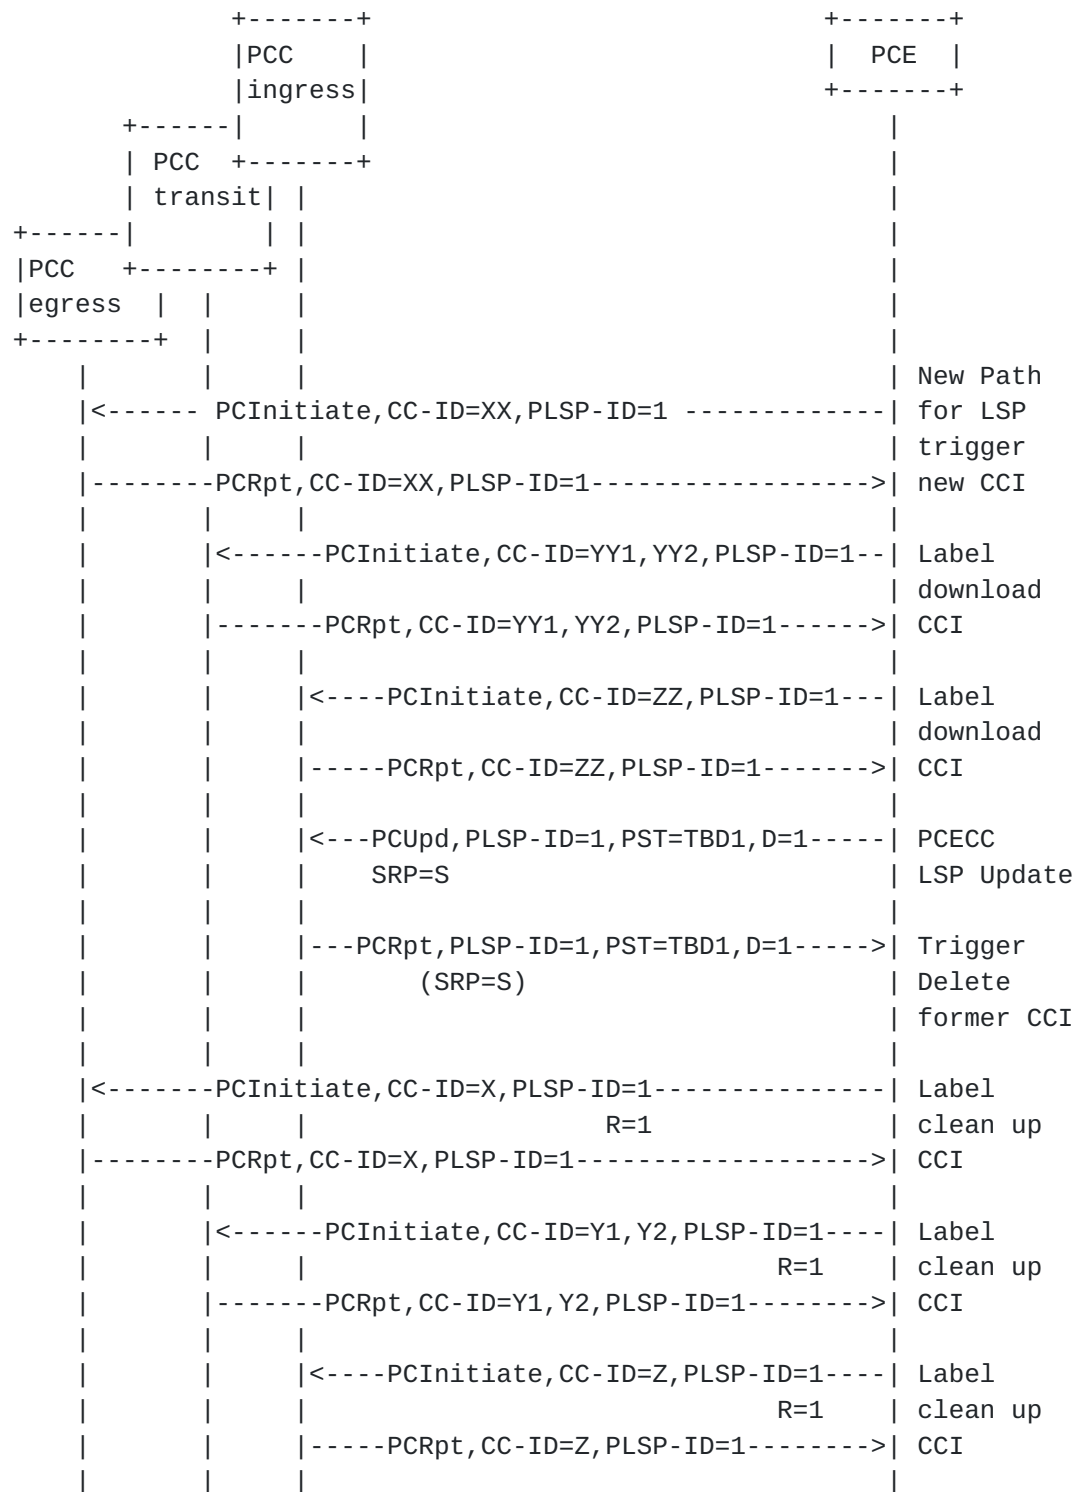 +-------+                             +-------+
               |PCC    |                             |  PCE  |
               |ingress|                             +-------+
        +------|       |                                 |
        | PCC  +-------+                                 |
        | transit| |                                     |
 +------|        | |                                     |
 |PCC   +--------+ |                                     |
 |egress  |  |     |                                     |
 +--------+  |     |                                     |
     |       |     |                                     | New Path
     |<------ PCInitiate,CC-ID=XX,PLSP-ID=1 -------------| for LSP
     |       |     |                                     | trigger
     |--------PCRpt,CC-ID=XX,PLSP-ID=1------------------>| new CCI
     |       |     |                                     |
     |       |<------PCInitiate,CC-ID=YY1,YY2,PLSP-ID=1--| Label
     |       |     |                                     | download
     |       |-------PCRpt,CC-ID=YY1,YY2,PLSP-ID=1------>| CCI
     |       |     |                                     |
     |       |     |<----PCInitiate,CC-ID=ZZ,PLSP-ID=1---| Label
     |       |     |                                     | download
     |       |     |-----PCRpt,CC-ID=ZZ,PLSP-ID=1------->| CCI
     |       |     |                                     |
     |       |     |<---PCUpd,PLSP-ID=1,PST=TBD1,D=1-----| PCECC
     |       |     |    SRP=S                            | LSP Update
     |       |     |                                     |
     |       |     |---PCRpt,PLSP-ID=1,PST=TBD1,D=1----->| Trigger
     |       |     |       (SRP=S)                       | Delete
     |       |     |                                     | former CCI
     |       |     |                                     |
     |<-------PCInitiate,CC-ID=X,PLSP-ID=1---------------| Label
     |       |     |                   R=1               | clean up
     |--------PCRpt,CC-ID=X,PLSP-ID=1------------------->| CCI
     |       |     |                                     |
     |       |<------PCInitiate,CC-ID=Y1,Y2,PLSP-ID=1----| Label
     |       |     |                              R=1    | clean up
     |       |-------PCRpt,CC-ID=Y1,Y2,PLSP-ID=1-------->| CCI
     |       |     |                                     |
     |       |     |<----PCInitiate,CC-ID=Z,PLSP-ID=1----| Label
     |       |     |                              R=1    | clean up
     |       |     |-----PCRpt,CC-ID=Z,PLSP-ID=1-------->| CCI
     |       |     |                                     |